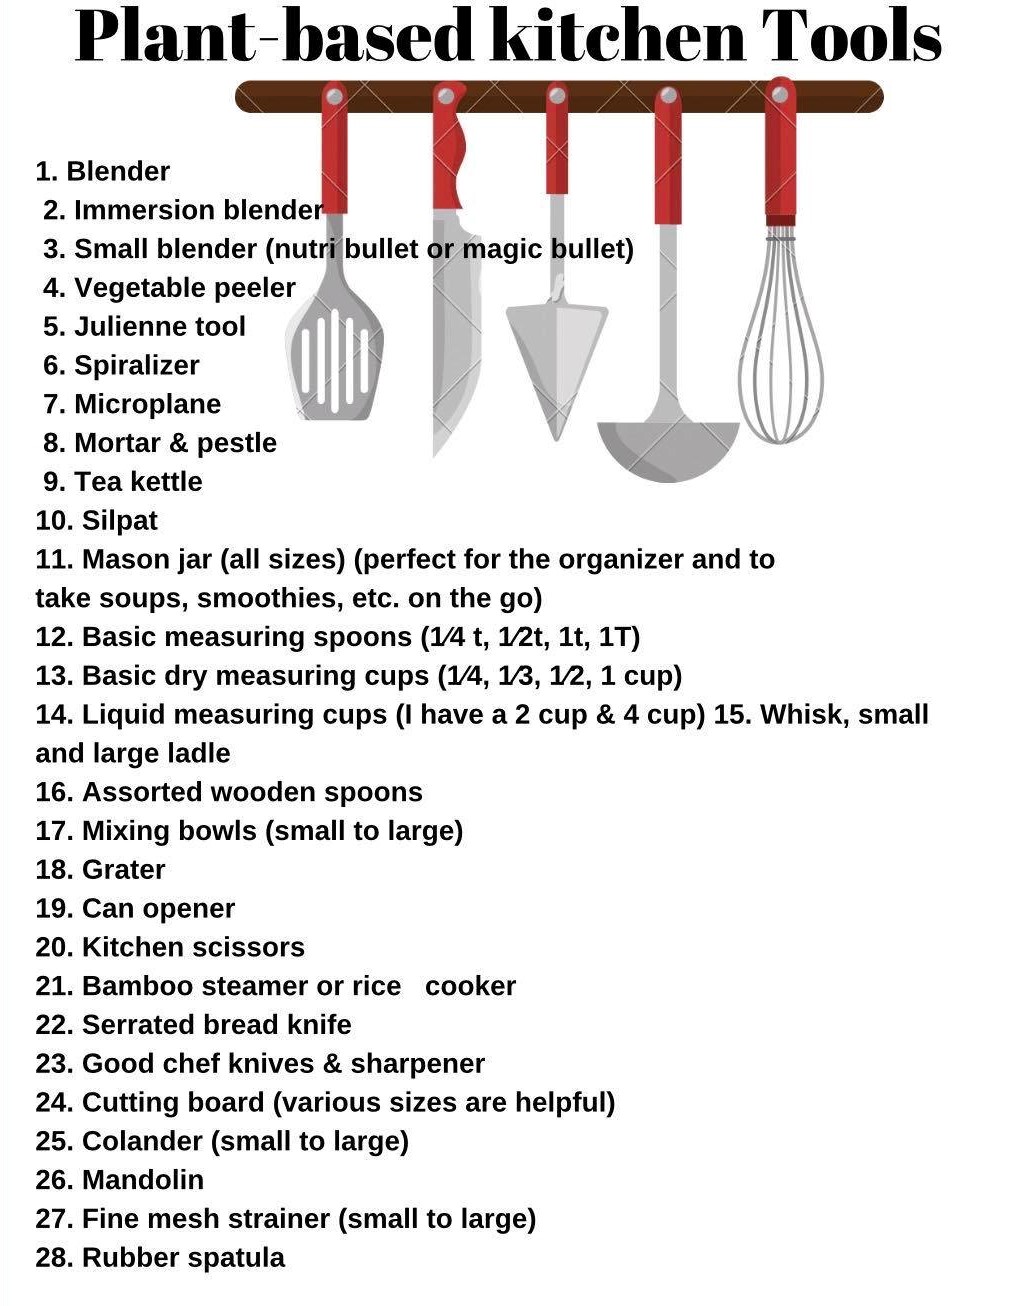 Plant-based kitchen Tools
1. Blender
2. Immersion blender
3. Small blender (nutri bullet or magic bullet)
4. Vegetable peeler
5. Julienne tool
6. Spiralizer
7. Microplane
8. Mortar & pestle
9. Tea kettle
10. Silpat
11. Mason jar (all sizes) (perfect for the organizer and to
take soups, smoothies, etc. on the go)
12. Basic measuring spoons (1⁄4 t, 1⁄2t, 1t, 1T)
13. Basic dry measuring cups (1⁄4, 1⁄3, 1⁄2, 1 cup)
14. Liquid measuring cups (I have a 2 cup & 4 cup) 15. Whisk, small
and large ladle
16. Assorted wooden spoons
17. Mixing bowls (small to large)
18. Grater
19. Can opener
20. Kitchen scissors
21. Bamboo steamer or rice   cooker
22. Serrated bread knife
23. Good chef knives & sharpener
24. Cutting board (various sizes are helpful)
25. Colander (small to large)
26. Mandolin
27. Fine mesh strainer (small to large)
28. Rubber spatula